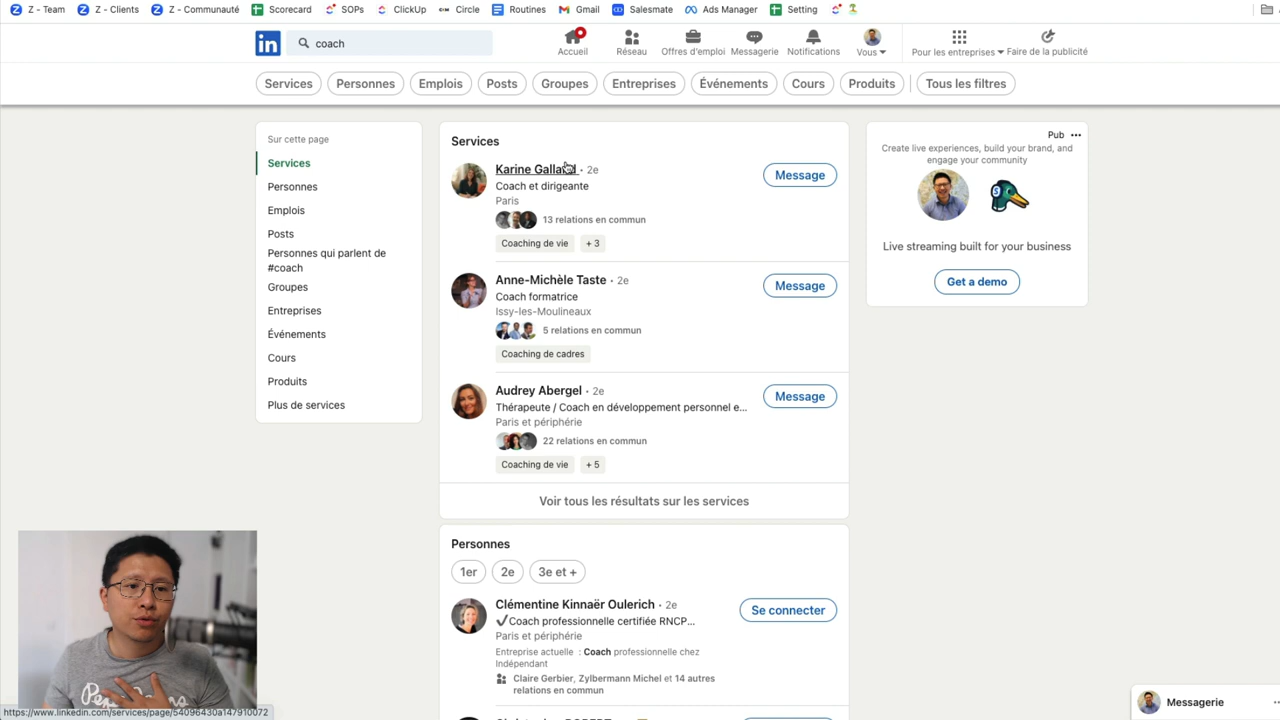 Z - Team
Z - Clients
Z - Communauté
Scorecard
SOPs
ClickUp
Circle
Routines
Gmail
Salesmate
Ads Manager
Setting
in
coach
Accueil
Réseau
Offres d'emploi
Messagerie
Notifications
Vous
Pour les entreprises
Faire de la publicité
Services
Personnes
Emplois
Posts
Groupes
Entreprises
Événements
Cours
Produits
Tous les filtres
Sur cette page
Services
Personnes
Emplois
Posts
Personnes qui parlent de
#coach
Groupes
Entreprises
Événements
Cours
Produits
Plus de services
Services
Karine · 2e
Coach et dirigeante
Paris
13 relations en commun
Coaching de vie + 3
Message
Anne-Michèle Taste · 2e
Coach formatrice
Issy-les-Moulineaux
5 relations en commun
Coaching de cadres
Message
Audrey Abergel · 2e
Thérapeute / Coach en développement personnel e...
Paris et périphérie
22 relations en commun
Coaching de vie + 5
Message
Voir tous les résultats sur les services
Personnes
1er 2e 3e et +
Clémentine Kinnaër Oulerich · 2e
✔Coach professionnelle certifiée RNCP...
Paris et périphérie
Entreprise actuelle : Coach professionnelle chez
Indépendant
Claire Gerbier, Zylbermann Michel et 14 autres
relations en commun
Se connecter
Pub •••
Create live experiences, build your brand, and
engage your community
S
Live streaming built for your business
Get a demo
Messagerie
https://www.linkedin.com/services/page/54096430a147910072